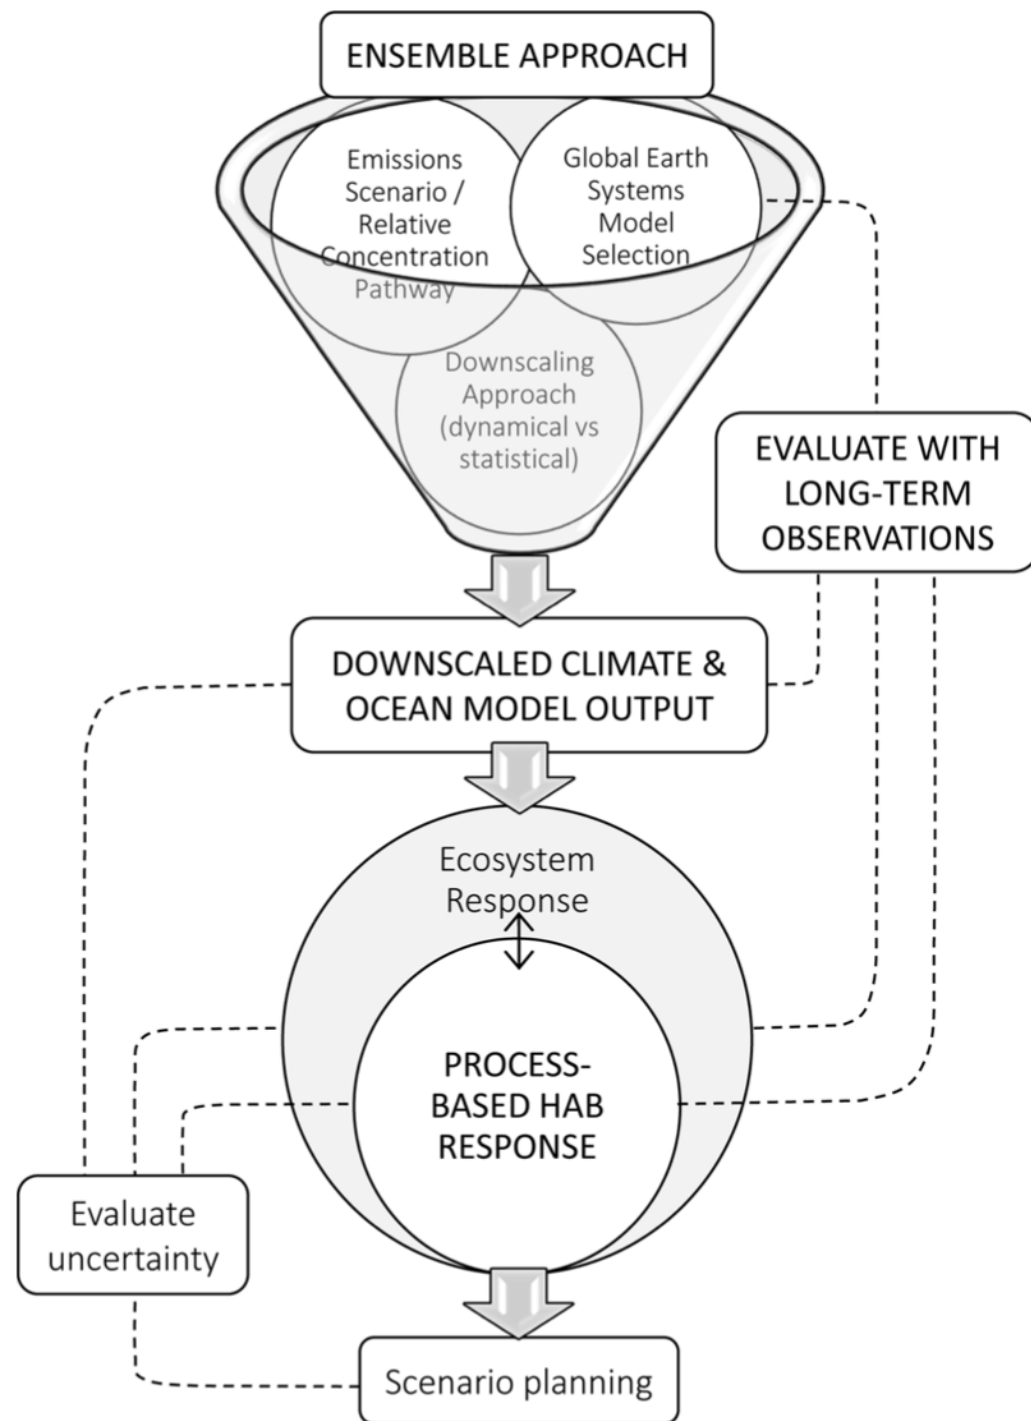 ENSEMBLE APPROACH
Emissions
Scenario /
Relative
Concentration
Pathway
Global Earth
Systems
Model
Selection
Downscaling
Approach
(dynamical vs
statistical)
EVALUATE WITH
LONG-TERM
OBSERVATIONS
DOWNSCALED CLIMATE &
OCEAN MODEL OUTPUT
Ecosystem
Response
PROCESS-
BASED HAB
RESPONSE
Evaluate
uncertainty
Scenario planning